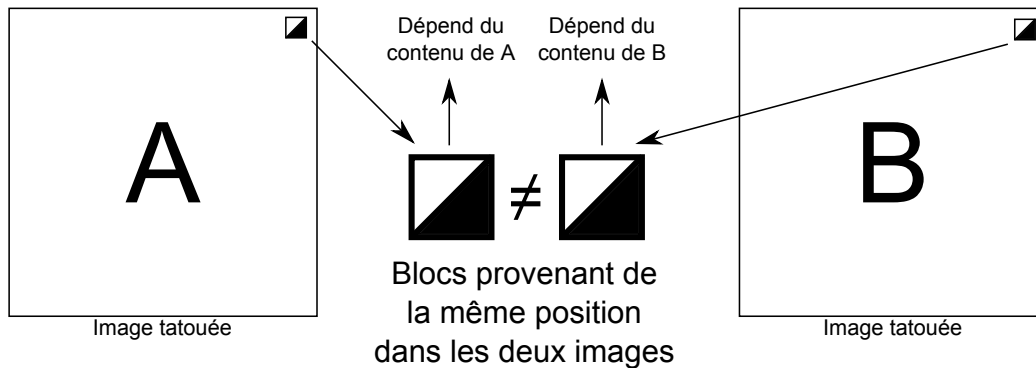 Dépend du
contenu de A
Dépend du
contenu de B
A
≠
B
Blocs provenant de
la même position
dans les deux images
Image tatouée
Image tatouée